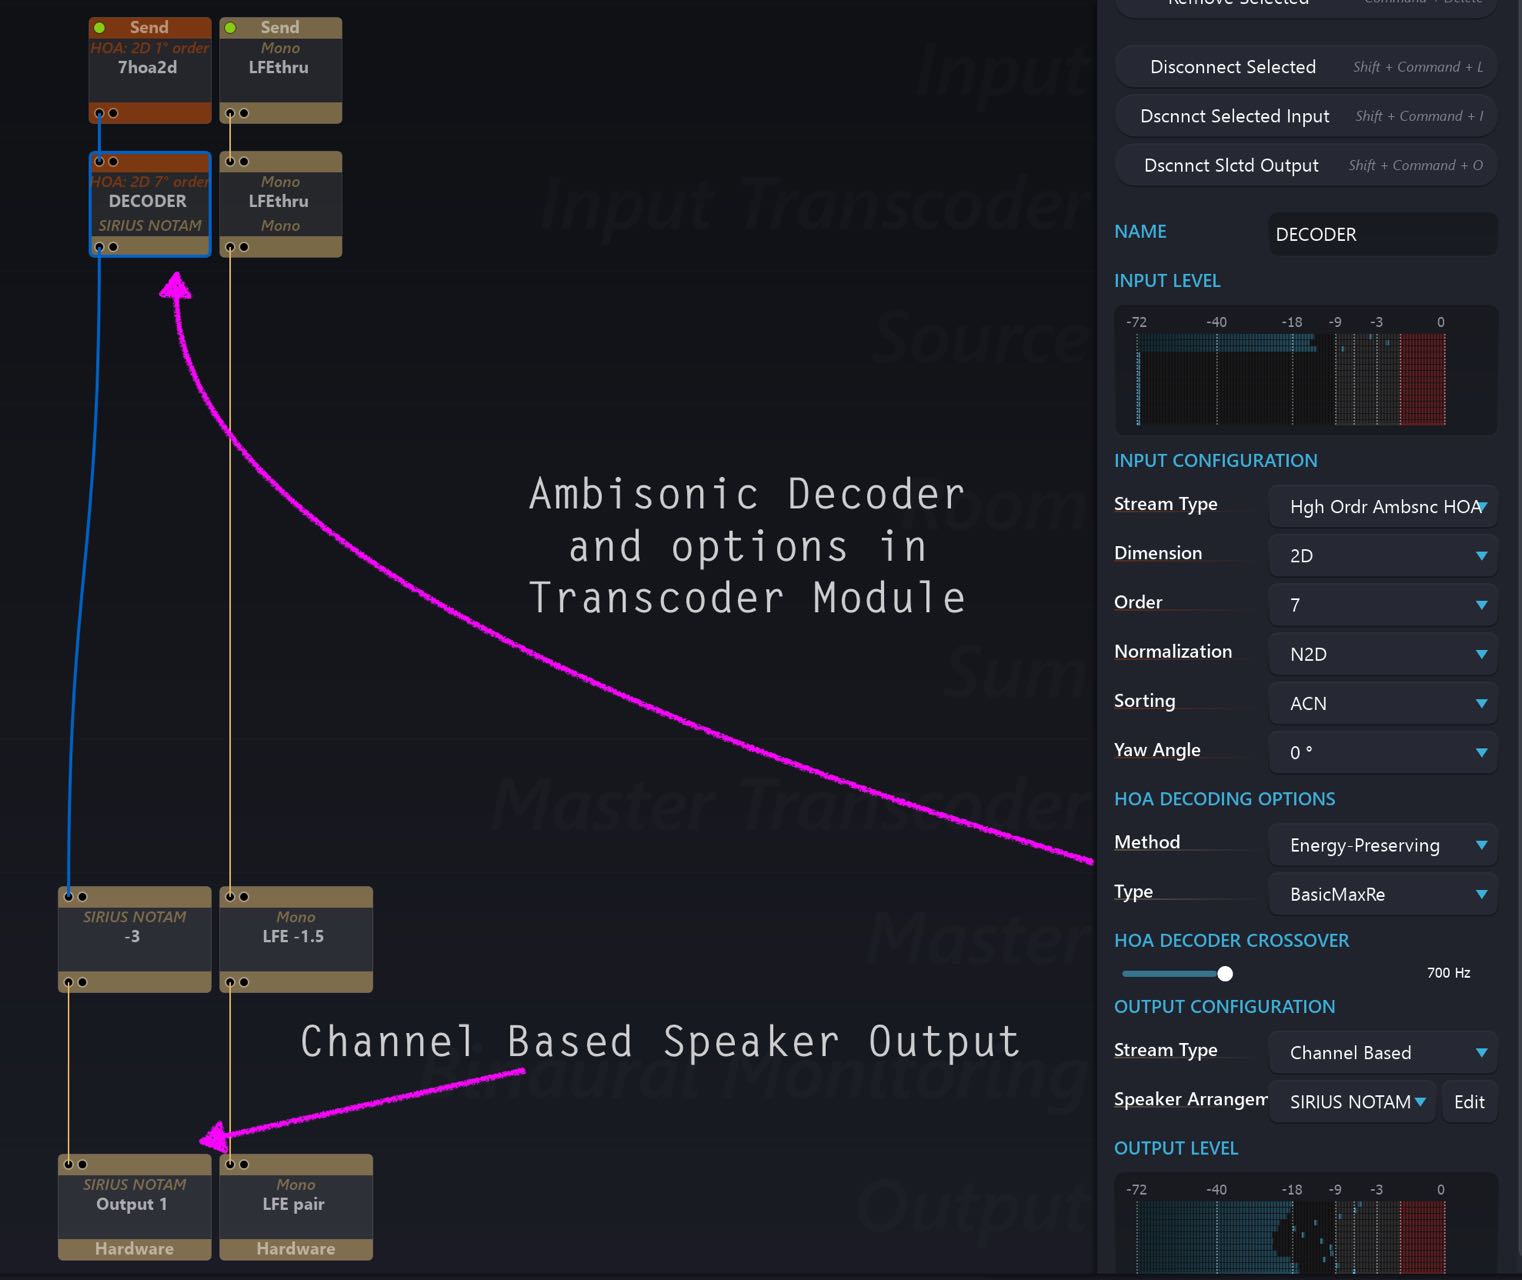 Send
HOA: 2D 1° order
7hoa2d
Send
Mono
LFEthru
HOA: 2D 7° order
DECODER
SIRIUS NOTAM
Mono
LFEthru
Mono
Input
Input Transcoder
Source
Room
Sum
Master Transcoder
Master
Binaural Monitoring
Output
Ambisonic Decoder
and options in
Transcoder Module
SIRIUS NOTAM
-3
Mono
LFE -1.5
Channel Based Speaker Output
SIRIUS NOTAM
Output 1
Hardware
Mono
LFE pair
Hardware
Remove Selected Command + Delete
Disconnect Selected Shift + Command + L
Dscnnct Selected Input Shift + Command + I
Dscnnct Slctd Output Shift + Command + O
NAME DECODER
INPUT LEVEL
-72 -40 -18 -9 -3 0
INPUT CONFIGURATION
Stream Type Hgh Ordr Ambsnc HOA
Dimension 2D
Order 7
Normalization N2D
Sorting ACN
Yaw Angle 0 °
HOA DECODING OPTIONS
Method Energy-Preserving
Type BasicMaxRe
HOA DECODER CROSSOVER
700 Hz
OUTPUT CONFIGURATION
Stream Type Channel Based
Speaker Arrangem SIRIUS NOTAM Edit
OUTPUT LEVEL
-72 -40 -18 -9 -3 0